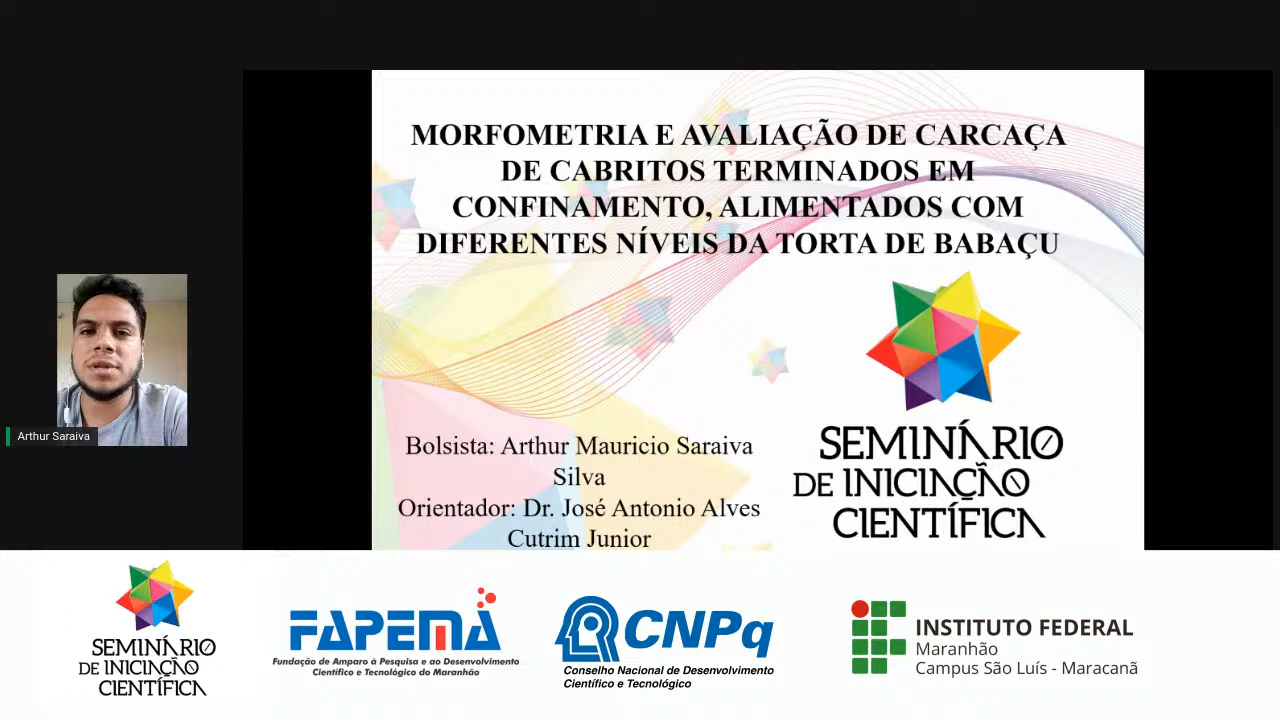 MORFOMETRIA E AVALIAÇÃO DE CARCAÇA
DE CABRITOS TERMINADOS EM
CONFINAMENTO, ALIMENTADOS COM
DIFERENTES NÍVEIS DA TORTA DE BABAÇU
Arthur Saraiva
Bolsista: Arthur Mauricio Saraiva
Silva
Orientador: Dr. José Antonio Alves
Cutrim Junior
SEMINÁRIO
DE INICIAÇÃO
CIENTÍFICA
SEMINÁRIO
DE INICIAÇÃO
CIENTÍFICA
FAPEMA
Fundação de Amparo à Pesquisa e ao Desenvolvimento
Científico e Tecnológico do Maranhão
CNPq
Conselho Nacional de Desenvolvimento
Científico e Tecnológico
INSTITUTO FEDERAL
Maranhão
Campus São Luís - Maracanã